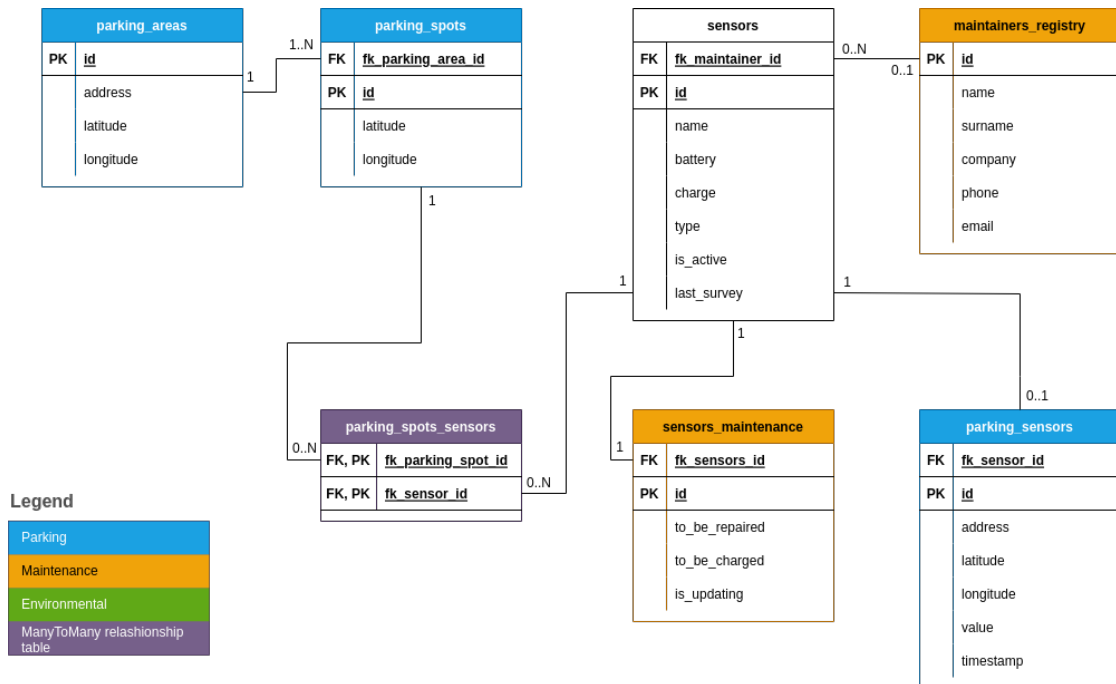 parking_areas
PK id
address
latitude
longitude
1
1..N
parking_spots
FK fk_parking_area_id
PK id
latitude
longitude
1
sensors
FK fk_maintainer_id
PK id
name
battery
charge
type
is_active
last_survey
0..N
0..1
maintainers_registry
PK id
name
surname
company
phone
email
1
1
1
0..N
parking_spots_sensors
FK, PK fk_parking_spot_id
FK, PK fk_sensor_id
0..N
1
sensors_maintenance
FK fk_sensors_id
PK id
to_be_repaired
to_be_charged
is_updating
0..1
parking_sensors
FK fk_sensor_id
PK id
address
latitude
longitude
value
timestamp
Legend
Parking
Maintenance
Environmental
ManyToMany relashionship
table